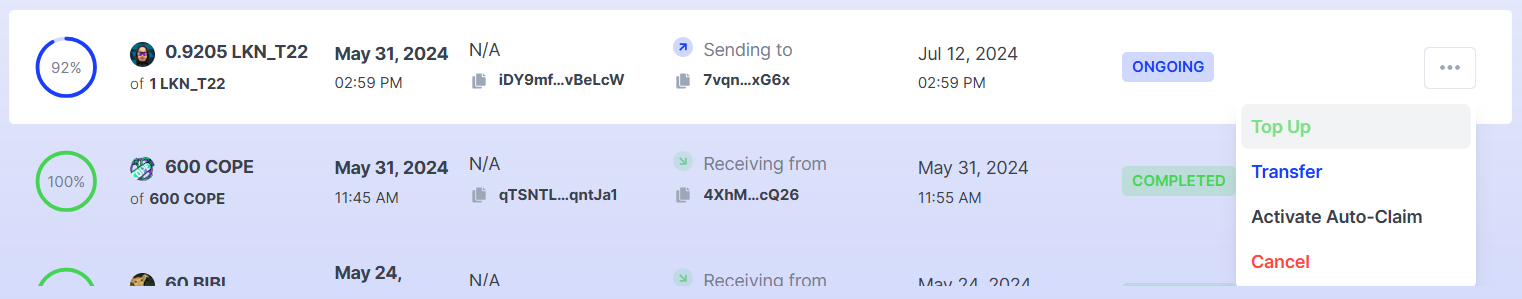 92%
0.9205 LKN_T22
of 1 LKN_T22
May 31, 2024
02:59 PM
N/A
iDY9mf...vBeLcW
Sending to
7vqn...xG6x
Jul 12, 2024
02:59 PM
ONGOING
Top Up
Transfer
Activate Auto-Claim
Cancel
100%
600 COPE
of 600 COPE
May 31, 2024
11:45 AM
N/A
qTSNTL...qntJa1
Receiving from
4XhM...cQ26
May 31, 2024
11:55 AM
COMPLETED
60 BIBL
May 24,
N/A
Receiving from
May 24, 2024